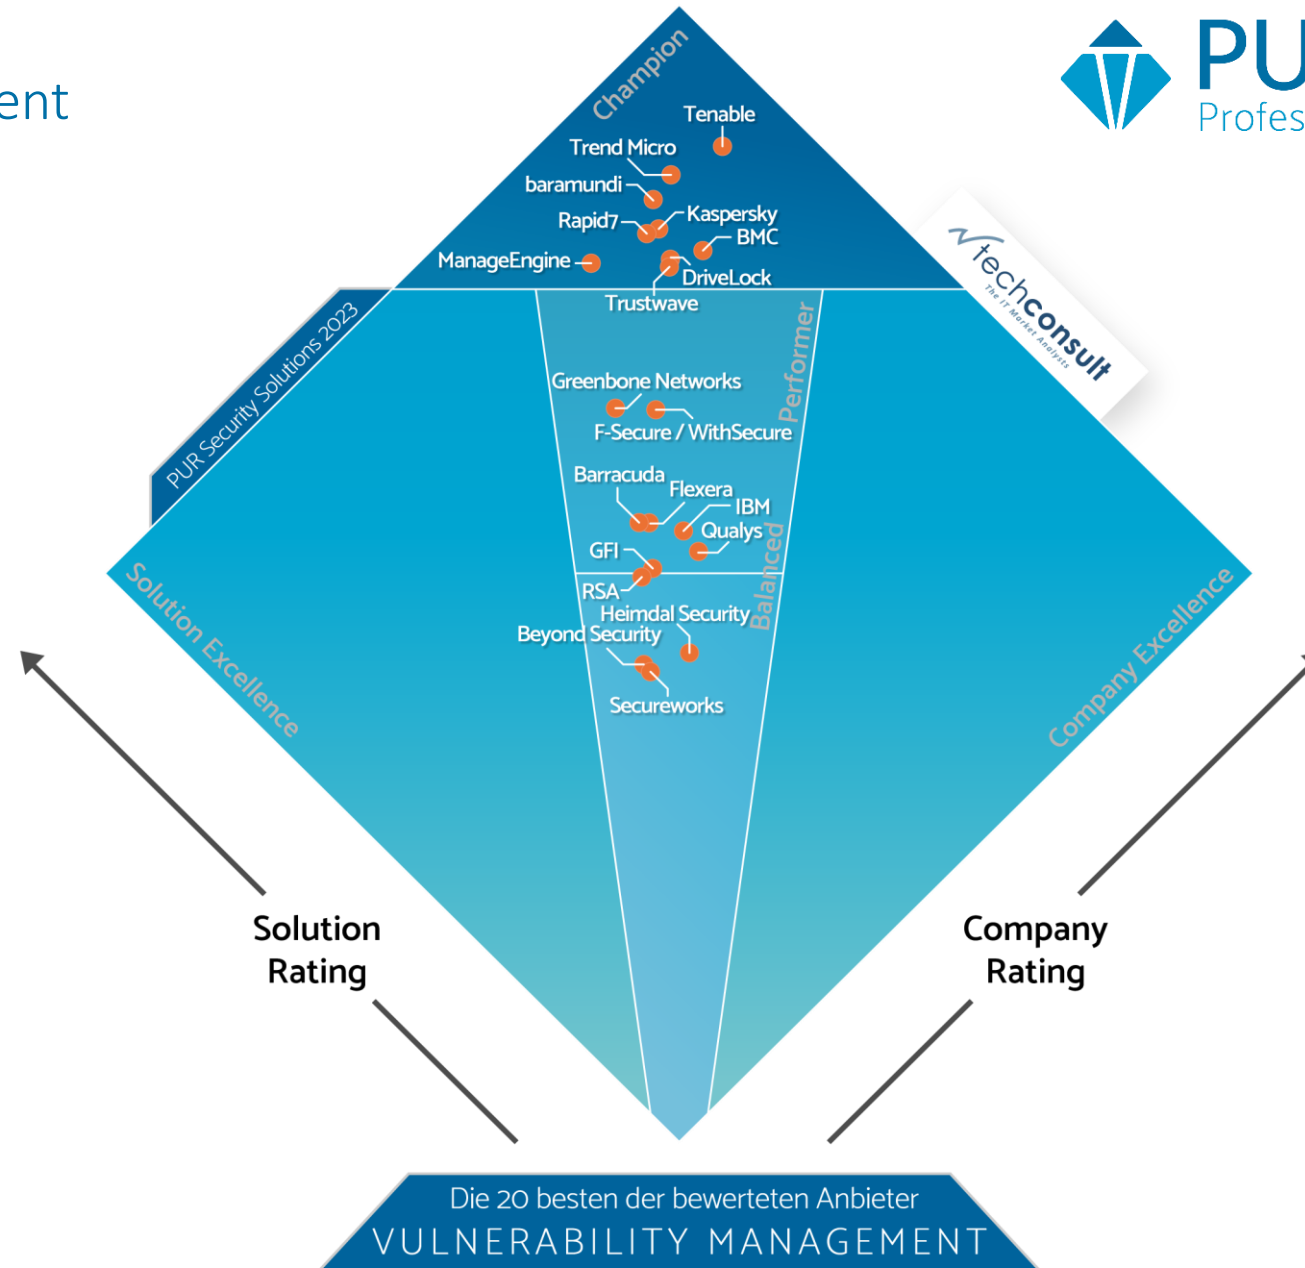 ent
PU
Profes
Champion
Tenable
Trend Micro
baramundi
Kaspersky
Rapid7
BMC
ManageEngine
DriveLock
Trustwave
techconsult
The IT Market Analysts
PUR Security Solutions 2023
Performer
Greenbone Networks
F-Secure / WithSecure
Barracuda
Flexera
IBM
Qualys
GFI
Balanced
RSA
Heimdal Security
Beyond Security
Secureworks
Solution Excellence
Company Excellence
Solution
Rating
Company
Rating
Die 20 besten der bewerteten Anbieter
VULNERABILITY MANAGEMENT